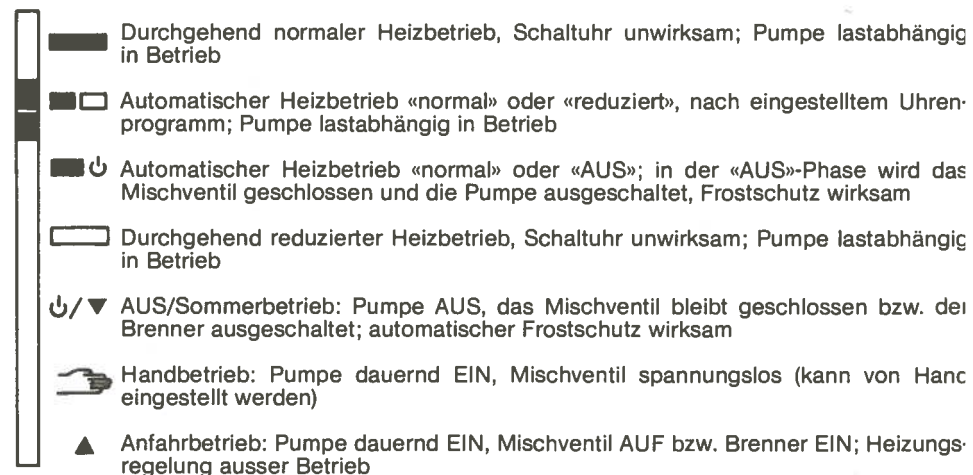 Durchgehend normaler Heizbetrieb, Schaltuhr unwirksam; Pumpe lastabhängig
in Betrieb
Automatischer Heizbetrieb «normal» oder «reduziert», nach eingestelltem Uhren-
programm; Pumpe lastabhängig in Betrieb
Automatischer Heizbetrieb «normal» oder «AUS»; in der «AUS»-Phase wird das
Mischventil geschlossen und die Pumpe ausgeschaltet, Frostschutz wirksam
Durchgehend reduzierter Heizbetrieb, Schaltuhr unwirksam; Pumpe lastabhängig
in Betrieb
AUS/Sommerbetrieb: Pumpe AUS, das Mischventil bleibt geschlossen bzw. der
Brenner ausgeschaltet; automatischer Frostschutz wirksam
Handbetrieb: Pumpe dauernd EIN, Mischventil spannungslos (kann von Hand
eingestellt werden)
Anfahrbetrieb: Pumpe dauernd EIN, Mischventil AUF bzw. Brenner EIN; Heizungs-
regelung ausser Betrieb